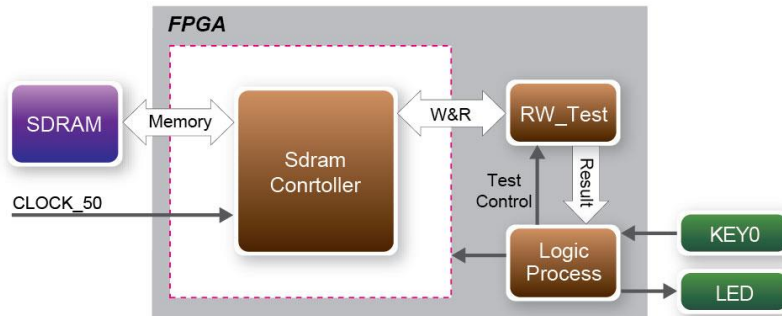 FPGA
SDRAM
Memory
Sdram
Conrtoller
W&R
RW_Test
CLOCK_50
Test
Control
Result
Logic
Process
KEY0
LED